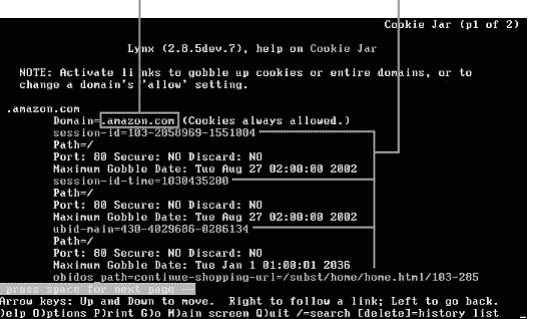 Cookie Jar (p1 of 2)
Lynx (2.8.5dev.7), help on Cookie Jar
NOTE: Activate links to gobble up cookies or entire domains, or to
change a domain's 'allow' setting.
.amazon.com
Domain=.amazon.com (Cookies always allowed.)
session-id=103-2858969-1551004
Path=/
Port: 80 Secure: NO Discard: NO
Maximum Gobble Date: Tue Aug 27 02:00:00 2002
session-id-time=1030435200
Path=/
Port: 80 Secure: NO Discard: NO
Maximum Gobble Date: Tue Aug 27 02:00:00 2002
ubid-main=430-4029686-0286134
Path=/
Port: 80 Secure: NO Discard: NO
Maximum Gobble Date: Tue Jan 1 01:00:01 2036
obidos_path=continue-shopping-url=/subst/home/home.html/103-285
-- press space for next page --
Arrow keys: Up and Down to move. Right to follow a link; Left to go back.
)elp O)ptions P)rint G)o M)ain screen Q)uit /=search [delete]=history list